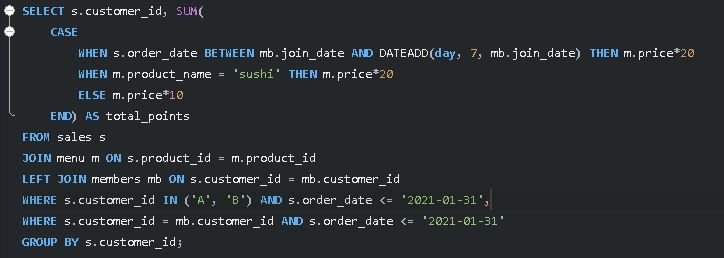 SELECT s.customer_id, SUM(
CASE
WHEN s.order_date BETWEEN mb.join_date AND DATEADD(day, 7, mb.join_date) THEN m.price*20
WHEN m.product_name = 'sushi' THEN m.price*20
ELSE m.price*10
END) AS total_points
FROM sales s
JOIN menu m ON s.product_id = m.product_id
LEFT JOIN members mb ON s.customer_id = mb.customer_id
WHERE s.customer_id IN ('A', 'B') AND s.order_date <= '2021-01-31',
WHERE s.customer_id = mb.customer_id AND s.order_date <= '2021-01-31'
GROUP BY s.customer_id;